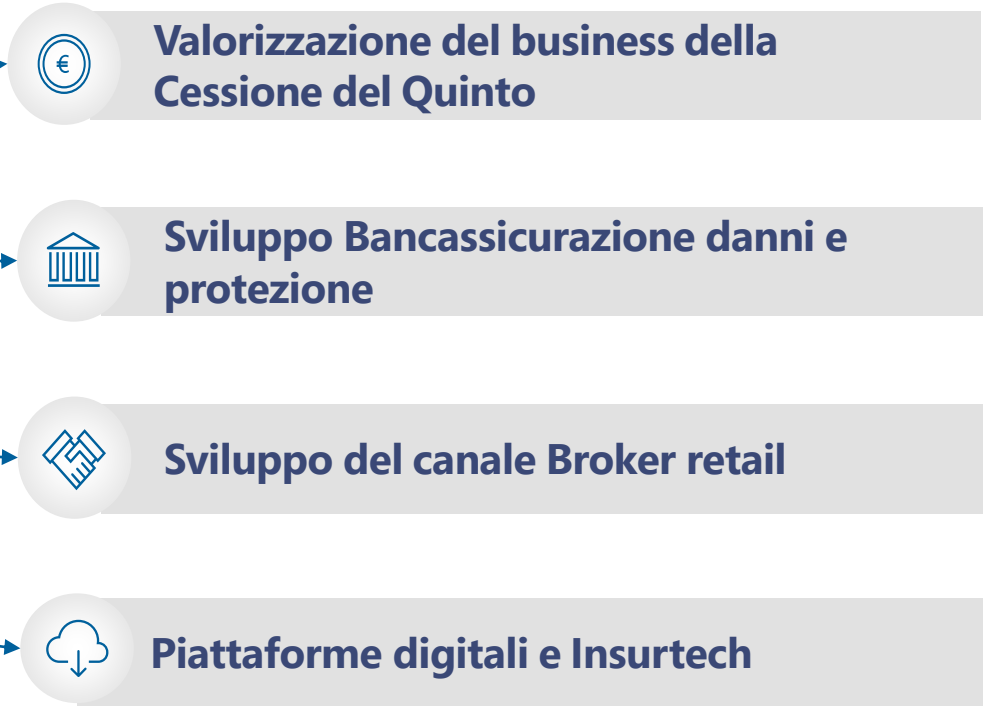 €
Valorizzazione del business della
Cessione del Quinto
Sviluppo Bancassicurazione danni e
protezione
Sviluppo del canale Broker retail
Piattaforme digitali e Insurtech